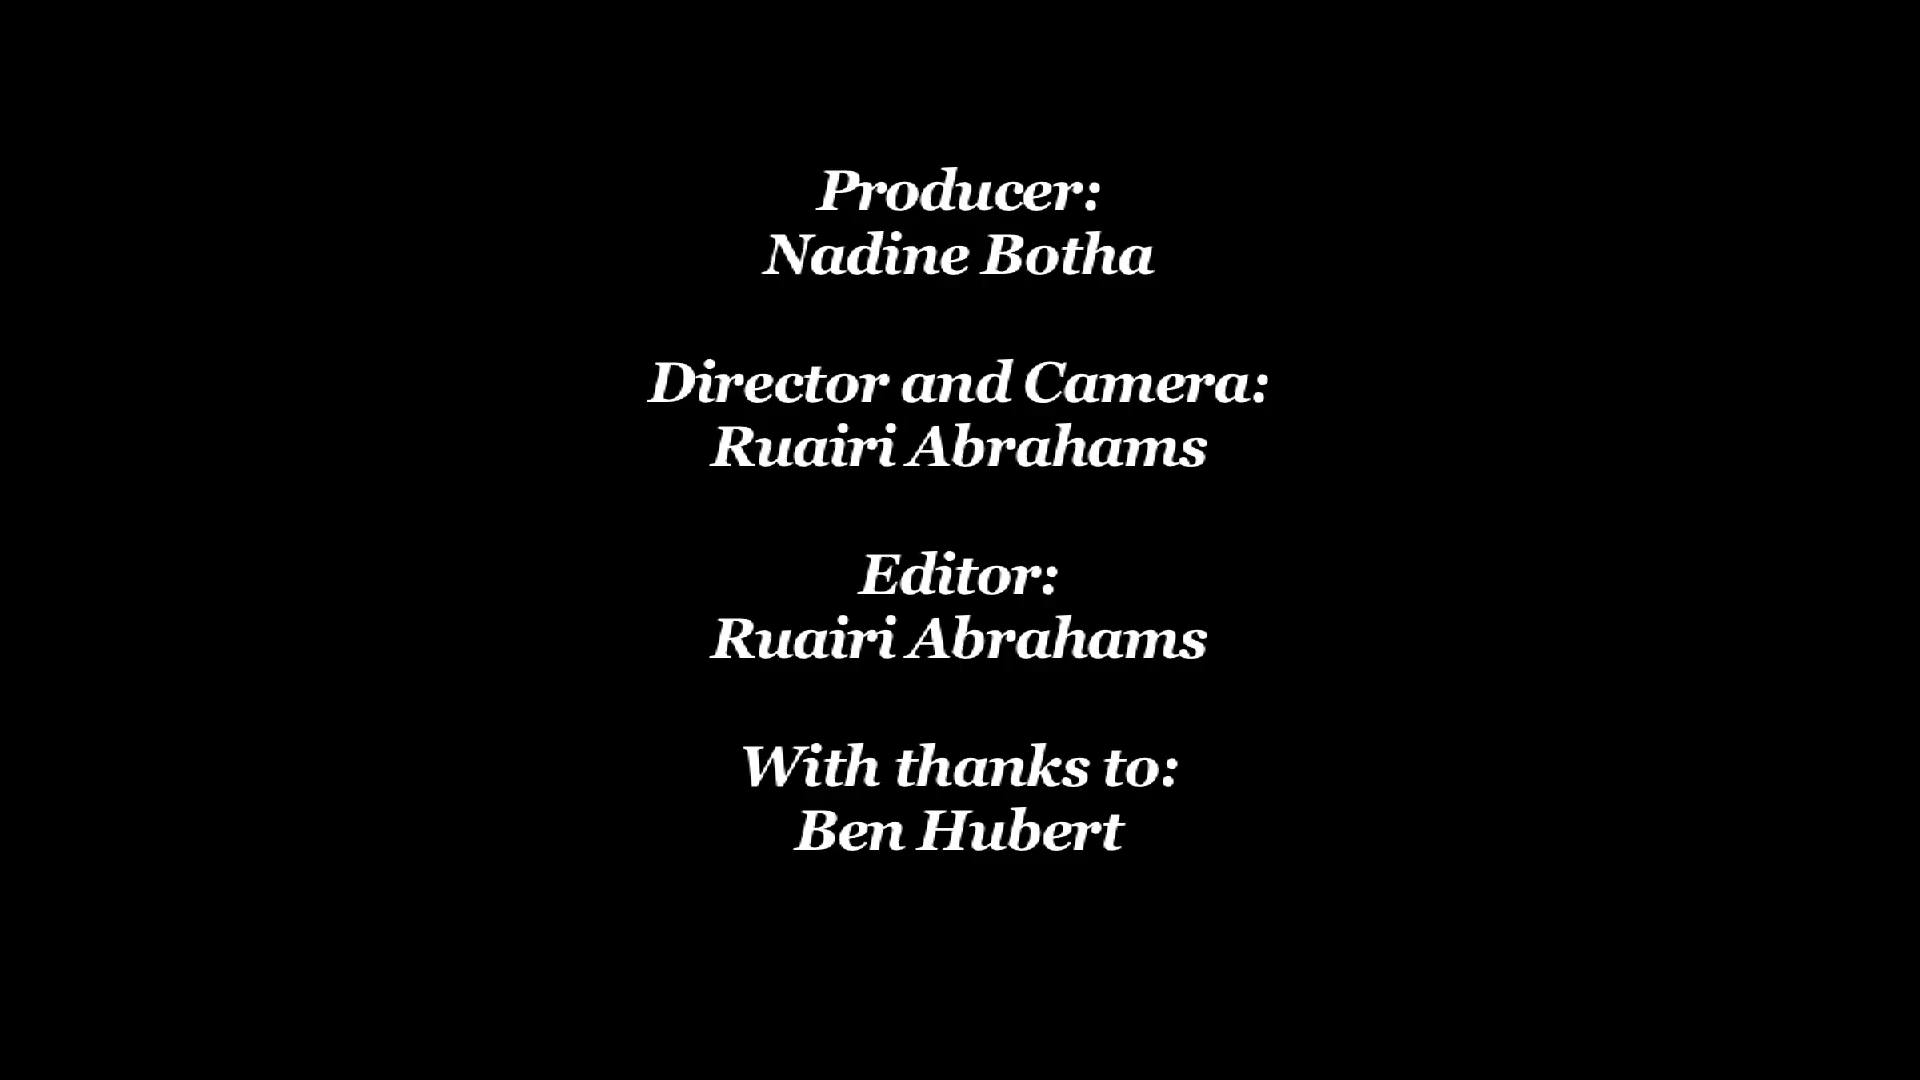 Producer:
Nadine Botha
Director and Camera:
Ruairi Abrahams
Editor:
Ruairi Abrahams
With thanks to:
Ben Hubert